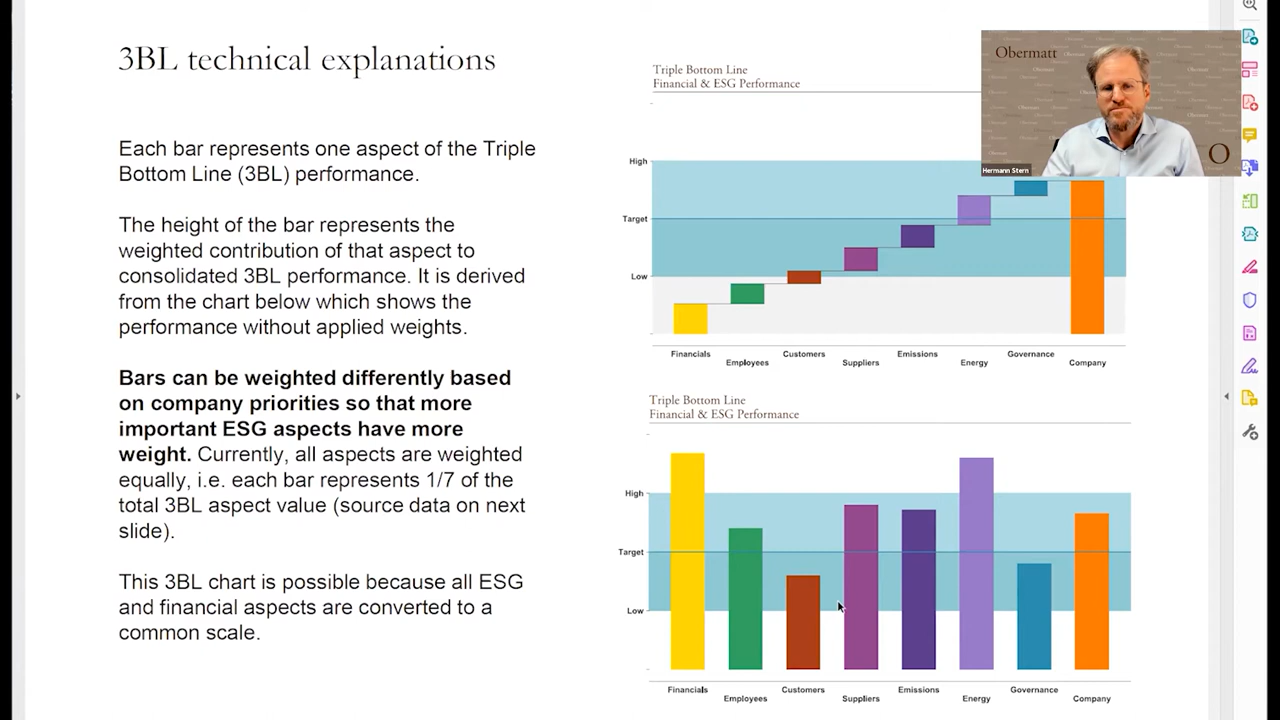 3BL technical explanations
Each bar represents one aspect of the Triple
Bottom Line (3BL) performance.
The height of the bar represents the
weighted contribution of that aspect to
consolidated 3BL performance. It is derived
from the chart below which shows the
performance without applied weights.
Bars can be weighted differently based
on company priorities so that more
important ESG aspects have more
weight. Currently, all aspects are weighted
equally, i.e. each bar represents 1/7 of the
total 3BL aspect value (source data on next
slide).
This 3BL chart is possible because all ESG
and financial aspects are converted to a
common scale.
Triple Bottom Line
Financial & ESG Performance
High
Target
Low
Financials
Employees
Customers
Suppliers
Emissions
Energy
Governance
Company
Triple Bottom Line
Financial & ESG Performance
High
Target
Low
Financials
Employees
Customers
Suppliers
Emissions
Energy
Governance
Company
Obermatt
O
Hermann Stern